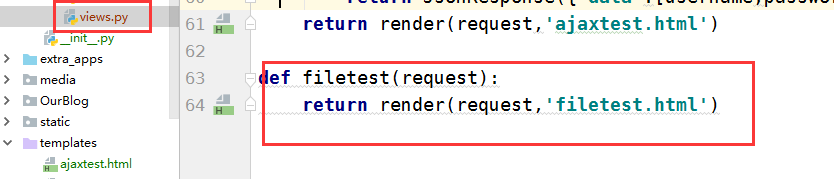 views.py
__init__.py
extra_apps
media
OurBlog
static
templates
ajaxtest.html
61 return render(request,'ajaxtest.html')
62
63 def filetest(request):
64 return render(request,'filetest.html')